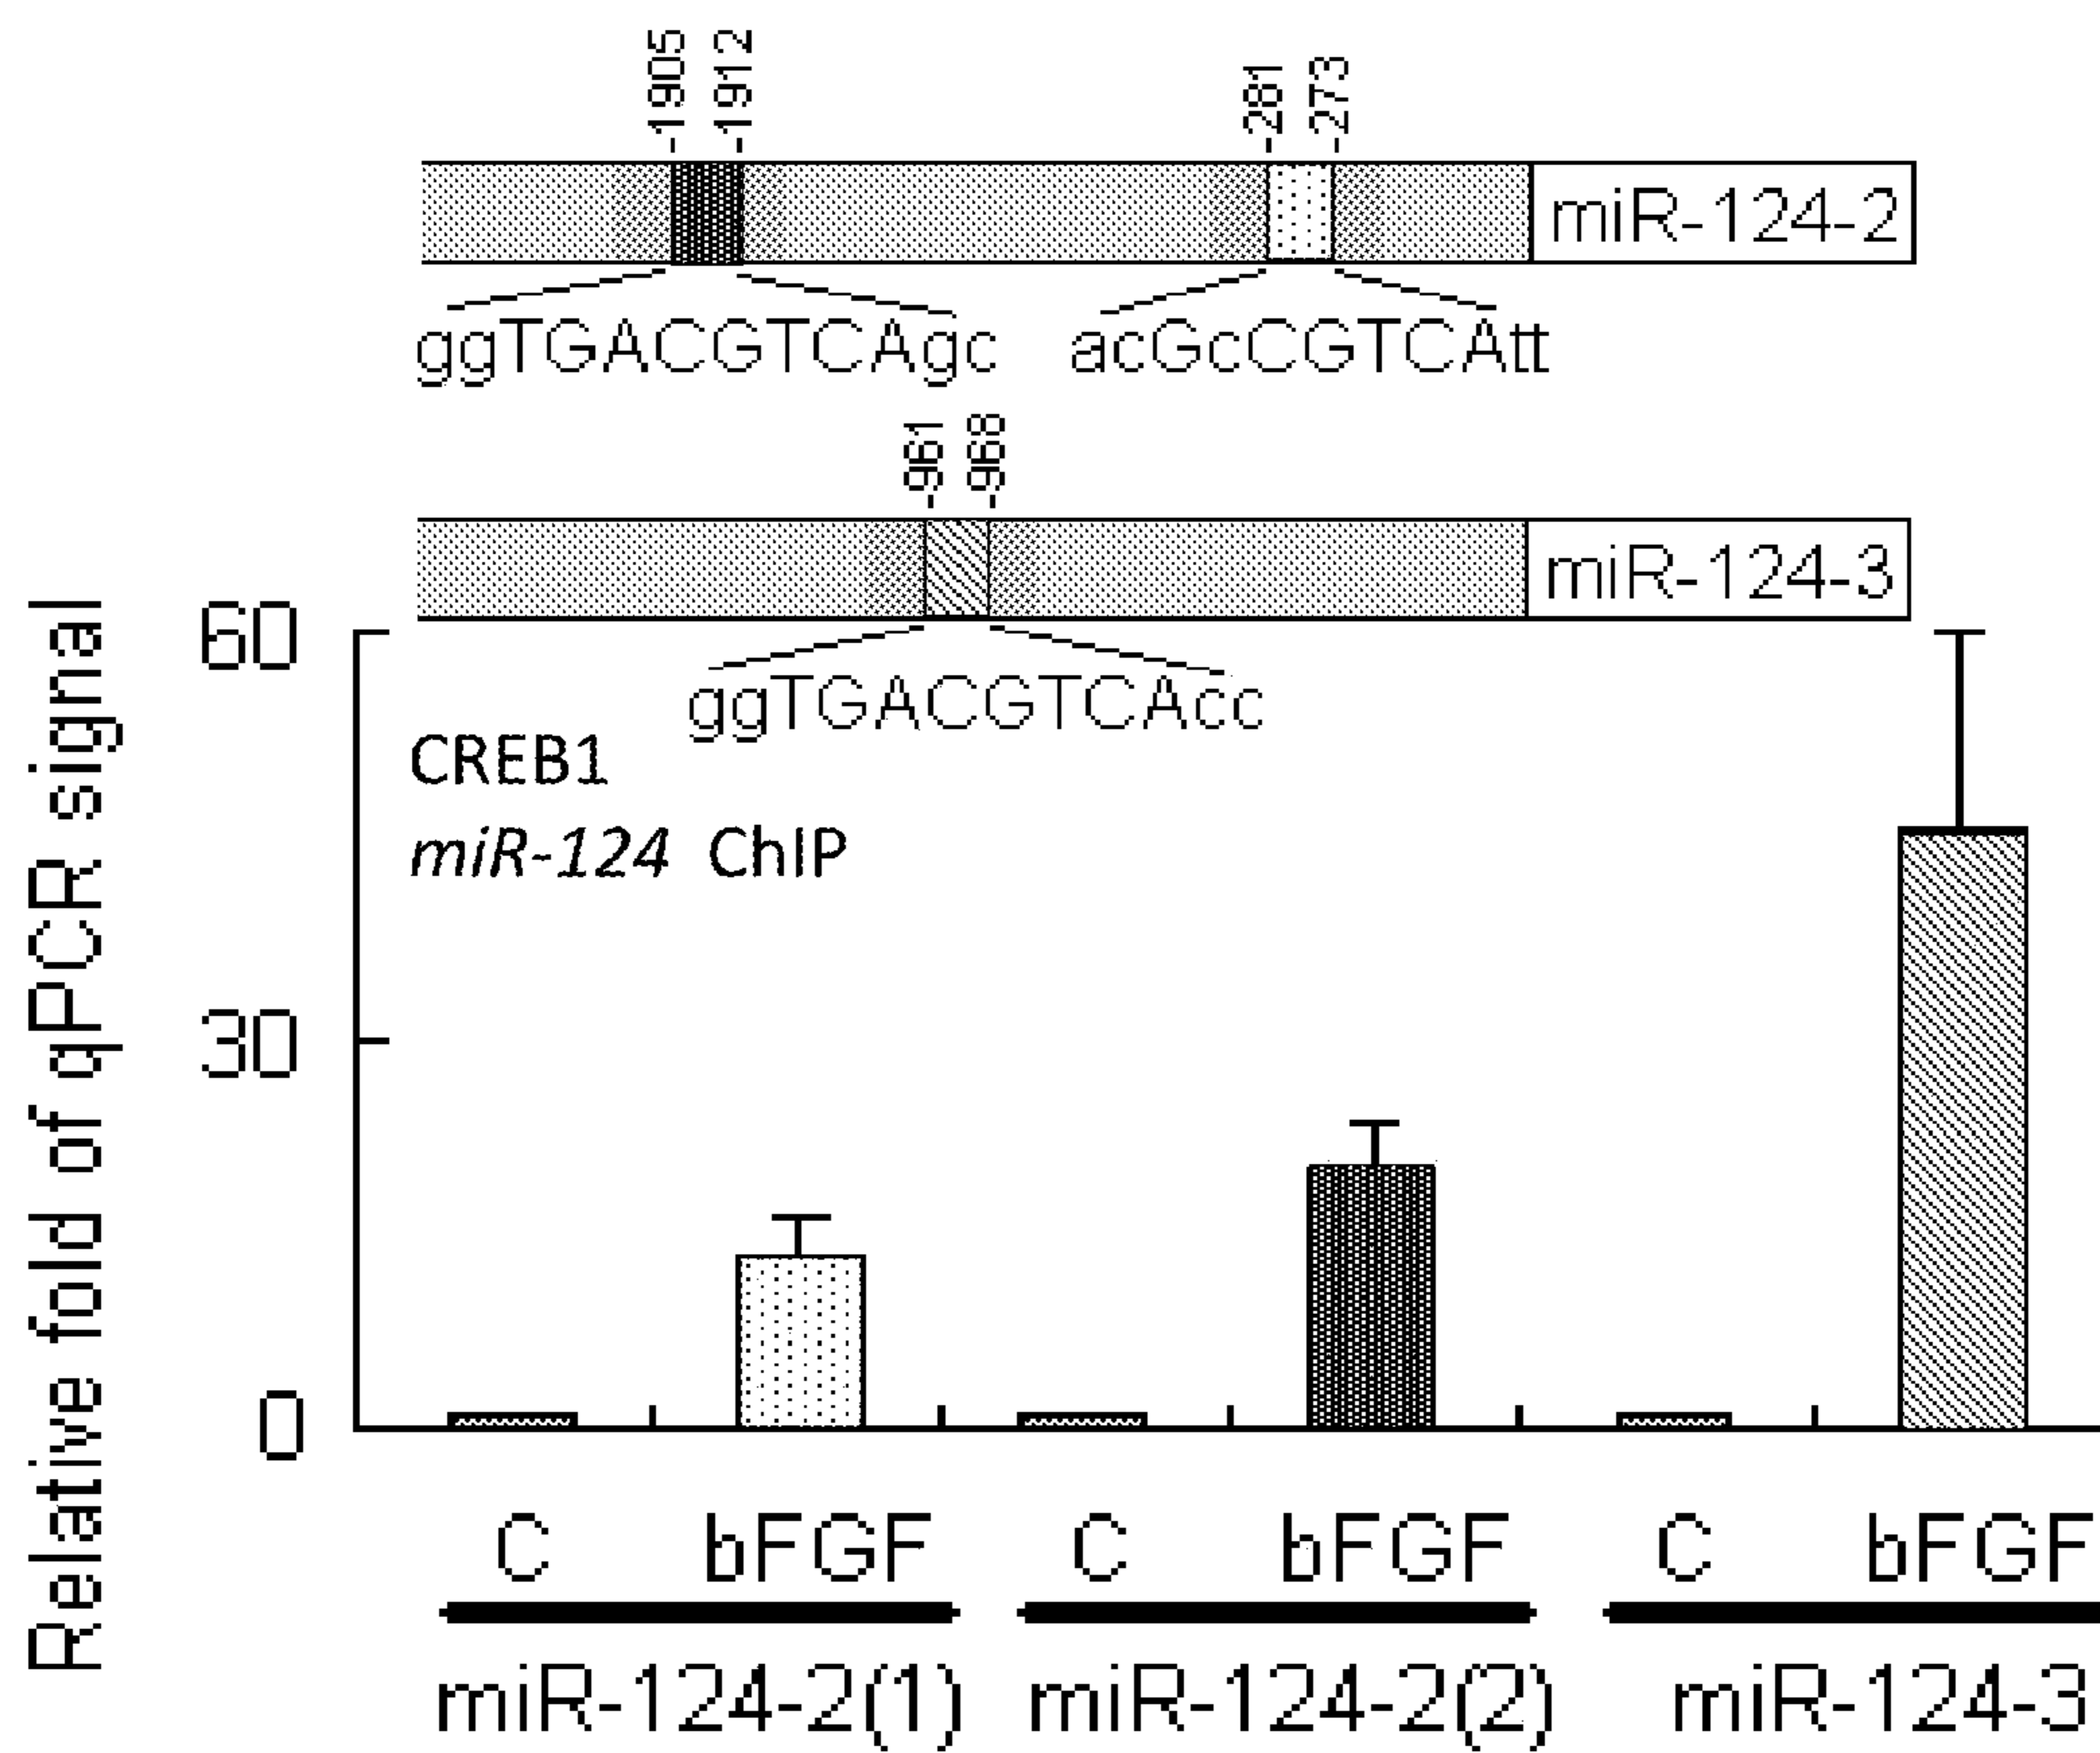 -1905 -1912 -281 -273
miR-124-2
ggTGACGTCAgc acGcCGTCAtt
-961 -968
miR-124-3
ggTGACGTCAcc
CREB1
miR-124 ChIP
Relative fold of qPCR signal
60
30
0
C bFGF C bFGF C bFGF
miR-124-2(1) miR-124-2(2) miR-124-3